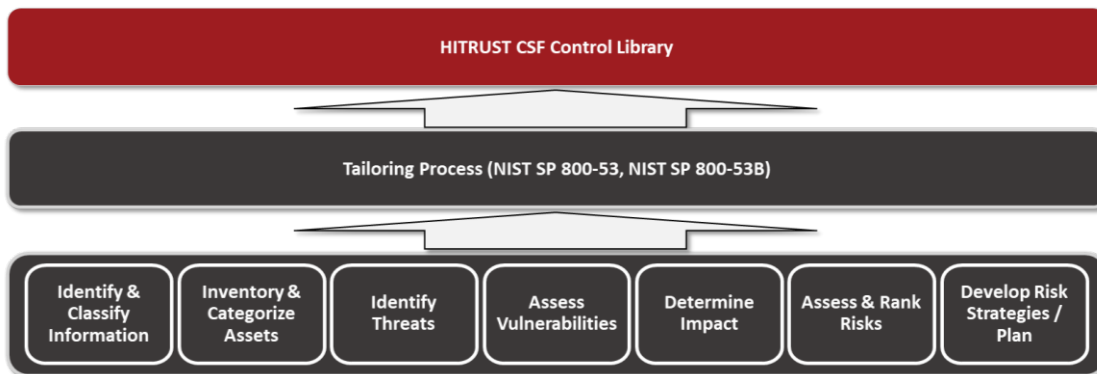 HITRUST CSF Control Library
Tailoring Process (NIST SP 800-53, NIST SP 800-53B)
Identify &
Classify
Information
Inventory &
Categorize
Assets
Identify
Threats
Assess
Vulnerabilities
Determine
Impact
Assess & Rank
Risks
Develop Risk
Strategies /
Plan